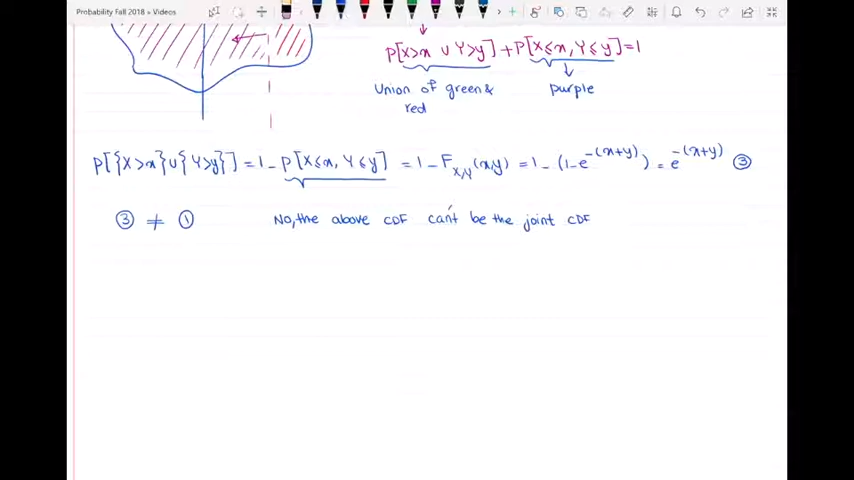 Probability Fall 2018 » Videos
P[X>x ∪ Y>y] + P[X≤x, Y≤y]=1
Union of green &
red
purple
P[{X>x}∪{Y>y}] = 1 - P[X≤x, Y≤y] = 1 - F_{X,Y}(x,y) = 1 - (1-e^{-(x+y)}) = e^{-(x+y)} ③
③ ≠ ① No, the above CDF can't be the joint CDF